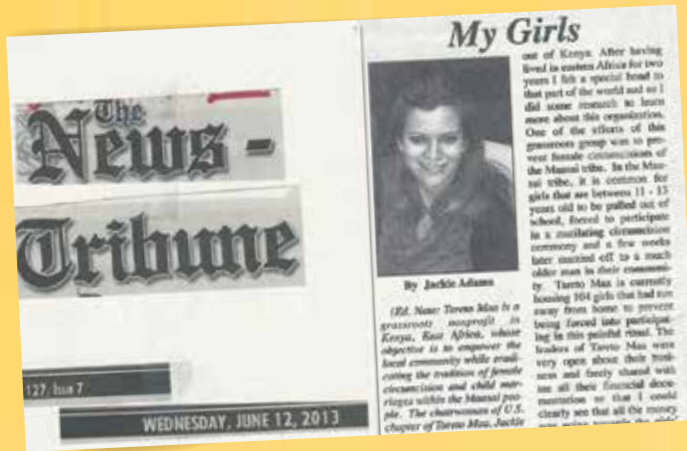 The
News -
Tribune
127, Issue 7
WEDNESDAY, JUNE 12, 2013
My Girls
By Jackie Adams
(Ed. Note: Tareto Maa is a
grassroots nonprofit in
Kenya, East Africa, whose
objective is to empower the
local community while eradi-
cating the tradition of female
circumcision and child mar-
riages within the Maasai peo-
ple. The chairwoman of U.S.
chapter of Tareto Maa, Jackie
out of Kenya. After having
lived in eastern Africa for two
years I felt a special bond to
that part of the world and so I
did some research to learn
more about this organization.
One of the efforts of this
grassroots group was to pre-
vent female circumcisions of
the Maasai tribe. In the Maa-
sai tribe, it is common for
girls that are between 11 - 13
years old to be pulled out of
school, forced to participate
in a mutilating circumcision
ceremony and a few weeks
later married off to a much
older man in their communi-
ty. Tareto Maa is currently
housing 104 girls that had run
away from home to prevent
being forced into participat-
ing in this painful ritual. The
leaders of Tareto Maa were
very open about their busi-
ness and freely shared with
me all their financial docu-
mentation so that I could
clearly see that all the money
was going towards the girls